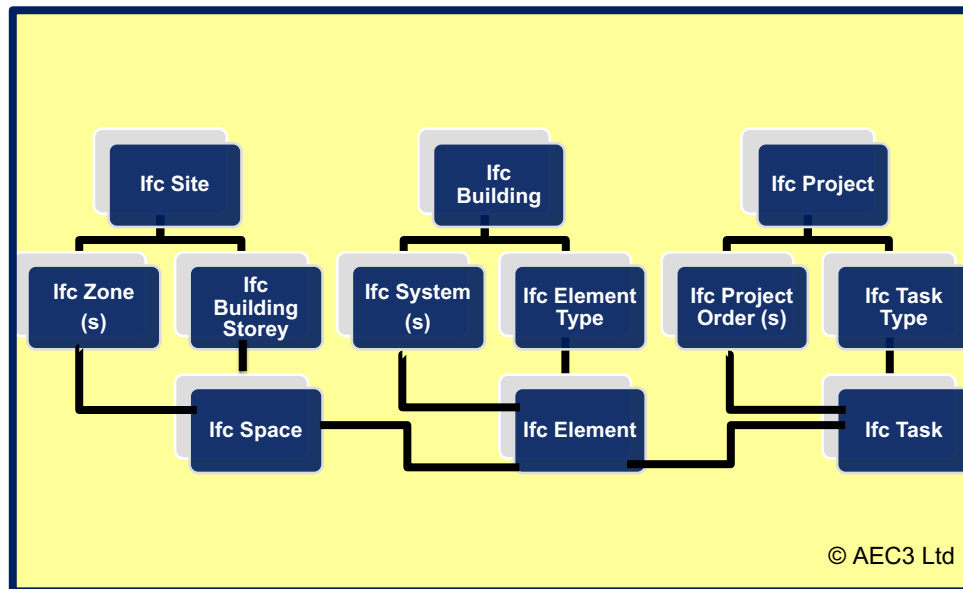 Ifc Site
Ifc
Building
Ifc Project
Ifc Zone
(s)
Ifc
Building
Storey
Ifc System
(s)
Ifc Element
Type
Ifc Project
Order (s)
Ifc Task
Type
Ifc Space
Ifc Element
Ifc Task
© AEC3 Ltd